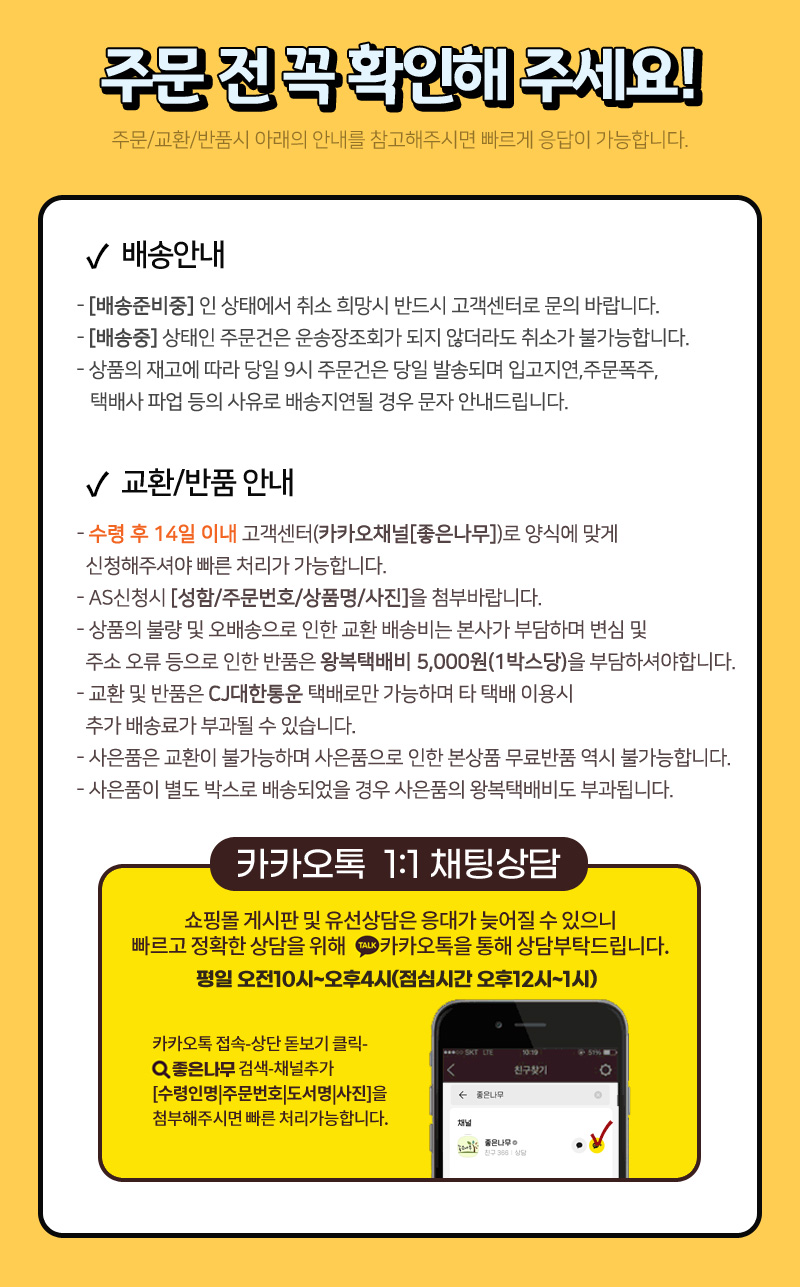 주문 전 꼭 확인해 주세요!
주문/교환/반품시 아래의 안내를 참고해주시면 빠르게 응답이 가능합니다.
✓ 배송안내
- [배송준비중] 인 상태에서 취소 희망시 반드시 고객센터로 문의 바랍니다.
- [배송중] 상태인 주문건은 운송장조회가 되지 않더라도 취소가 불가능합니다.
- 상품의 재고에 따라 당일 9시 주문건은 당일 발송되며 입고지연,주문폭주,
택배사 파업 등의 사유로 배송지연될 경우 문자 안내드립니다.
✓ 교환/반품 안내
- 수령 후 14일 이내 고객센터(카카오채널[좋은나무])로 양식에 맞게
신청해주셔야 빠른 처리가 가능합니다.
- AS신청시 [성함/주문번호/상품명/사진]을 첨부바랍니다.
- 상품의 불량 및 오배송으로 인한 교환 배송비는 본사가 부담하며 변심 및
주소 오류 등으로 인한 반품은 왕복택배비 5,000원(1박스당)을 부담하셔야합니다.
- 교환 및 반품은 CJ대한통운 택배로만 가능하며 타 택배 이용시
추가 배송료가 부과될 수 있습니다.
- 사은품은 교환이 불가능하며 사은품으로 인한 본상품 무료반품 역시 불가능합니다.
- 사은품이 별도 박스로 배송되었을 경우 사은품의 왕복택배비도 부과됩니다.
카카오톡 1:1 채팅상담
쇼핑몰 게시판 및 유선상담은 응대가 늦어질 수 있으니
빠르고 정확한 상담을 위해 TALK 카카오톡을 통해 상담부탁드립니다.
평일 오전10시~오후4시(점심시간 오후12시~1시)
카카오톡 접속-상단 돋보기 클릭-
좋은나무 검색-채널추가
[수령인명|주문번호|도서명|사진]을
첨부해주시면 빠른 처리가능합니다.
SKT LTE 10:19 51%
친구찾기
좋은나무
채널
좋은나무
친구 368 : 상담